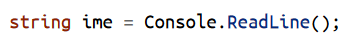 string ime = Console.ReadLine();